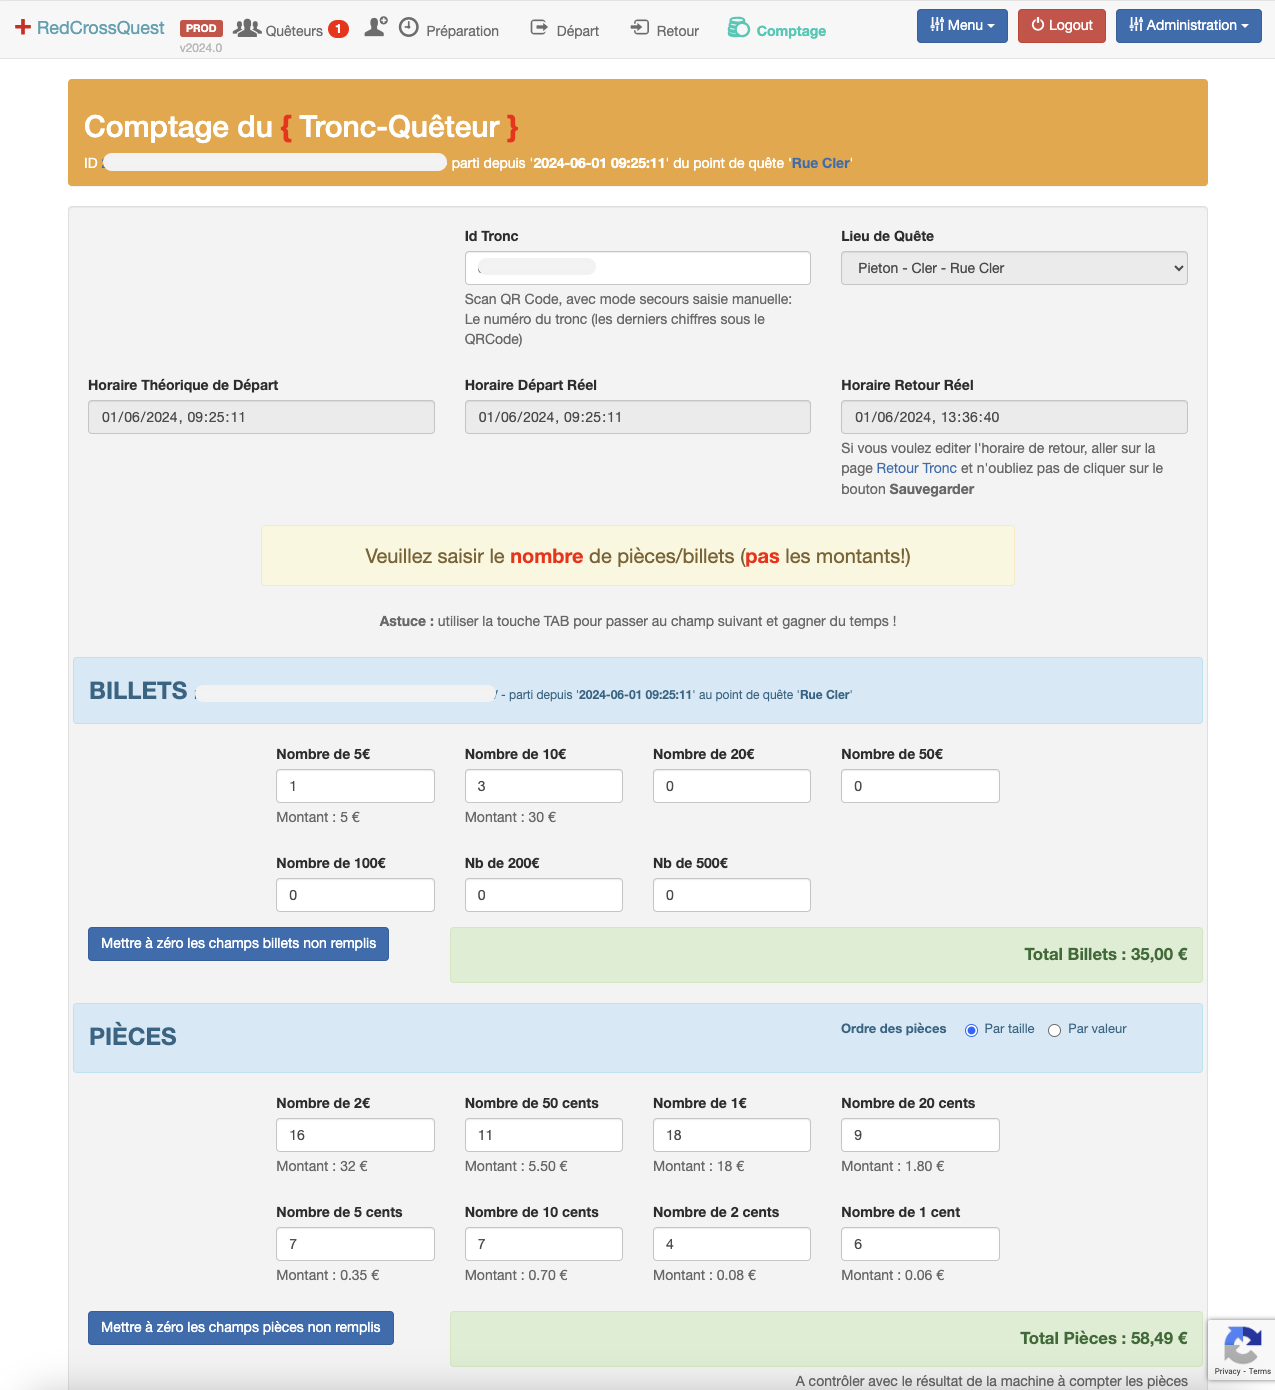 RedCrossQuest PROD v2024.0 Quêteurs 1 Préparation Départ Retour Comptage Menu Logout Administration
Comptage du { Tronc-Quêteur }
ID parti depuis '2024-06-01 09:25:11' du point de quête 'Rue Cler'
Id Tronc Lieu de Quête
Pieton - Cler - Rue Cler
Scan QR Code, avec mode secours saisie manuelle:
Le numéro du tronc (les derniers chiffres sous le
QRCode)
Horaire Théorique de Départ Horaire Départ Réel Horaire Retour Réel
01/06/2024, 09:25:11 01/06/2024, 09:25:11 01/06/2024, 13:36:40
Si vous voulez editer l'horaire de retour, aller sur la
page Retour Tronc et n'oubliez pas de cliquer sur le
bouton Sauvegarder
Veuillez saisir le nombre de pièces/billets (pas les montants!)
Astuce : utiliser la touche TAB pour passer au champ suivant et gagner du temps !
BILLETS - parti depuis '2024-06-01 09:25:11' au point de quête 'Rue Cler'
Nombre de 5€ Nombre de 10€ Nombre de 20€ Nombre de 50€
1 3 0 0
Montant : 5 € Montant : 30 €
Nombre de 100€ Nb de 200€ Nb de 500€
0 0 0
Mettre à zéro les champs billets non remplis
Total Billets : 35,00 €
PIÈCES Ordre des pièces Par taille Par valeur
Nombre de 2€ Nombre de 50 cents Nombre de 1€ Nombre de 20 cents
16 11 18 9
Montant : 32 € Montant : 5.50 € Montant : 18 € Montant : 1.80 €
Nombre de 5 cents Nombre de 10 cents Nombre de 2 cents Nombre de 1 cent
7 7 4 6
Montant : 0.35 € Montant : 0.70 € Montant : 0.08 € Montant : 0.06 €
Mettre à zéro les champs pièces non remplis
Total Pièces : 58,49 €
A contrôler avec le résultat de la machine à compter les pièces
Privacy - Terms